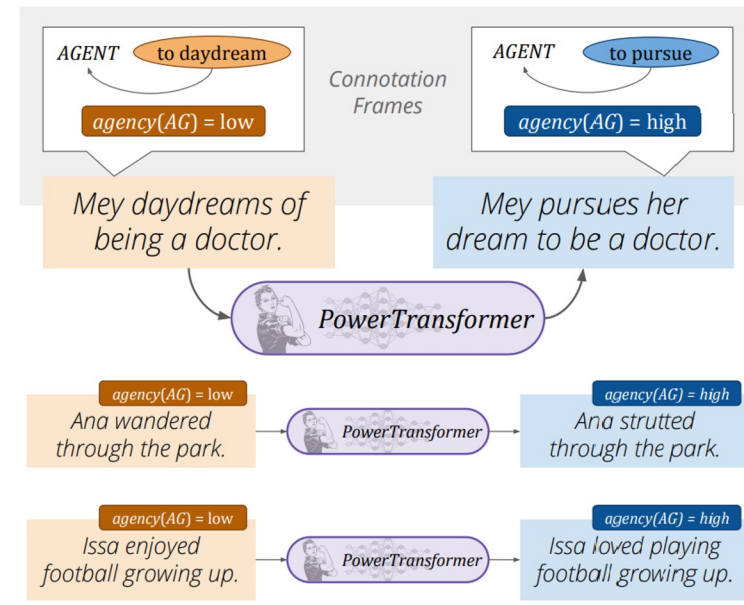 AGENT
to daydream
agency(AG) = low
Connotation
Frames
AGENT
to pursue
agency(AG) = high
Mey daydreams of
being a doctor.
Mey pursues her
dream to be a doctor.
PowerTransformer
agency(AG) = low
Ana wandered
through the park.
PowerTransformer
agency(AG) = high
Ana strutted
through the park.
agency(AG) = low
Issa enjoyed
football growing up.
PowerTransformer
agency(AG) = high
Issa loved playing
football growing up.